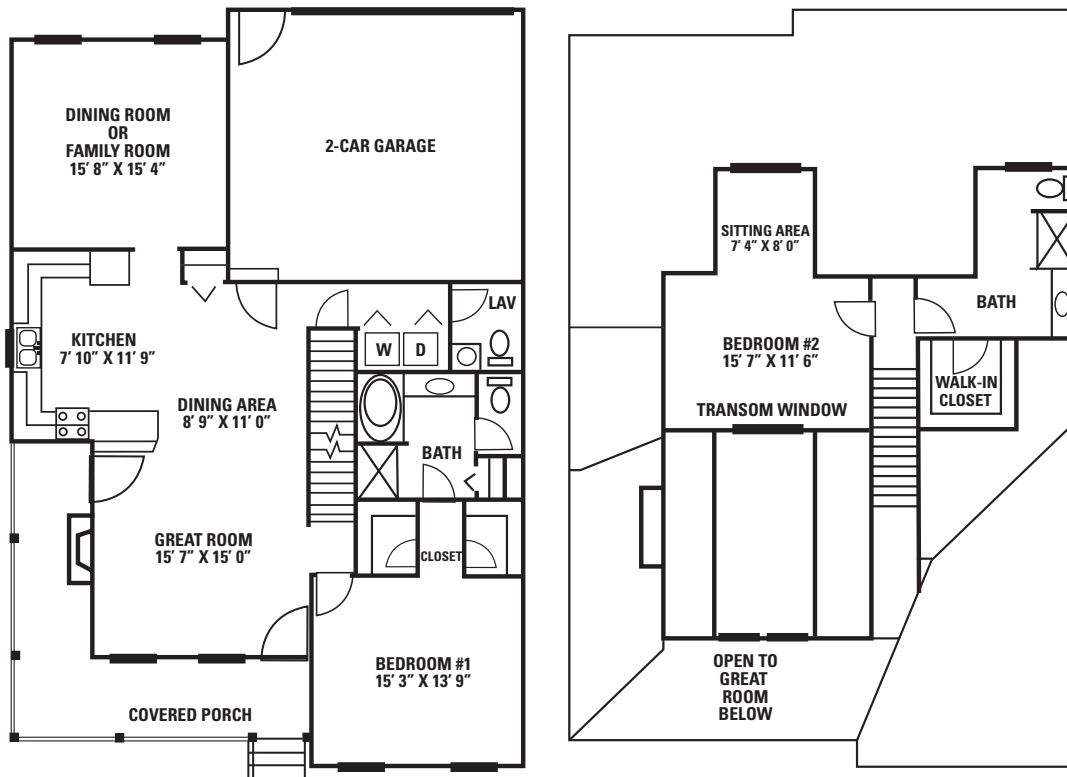 DINING ROOM
OR
FAMILY ROOM
15’ 8” X 15’ 4”
2-CAR GARAGE
LAV
KITCHEN
7’ 10” X 11’ 9”
W
D
DINING AREA
8’ 9” X 11’ 0”
BATH
GREAT ROOM
15’ 7” X 15’ 0”
CLOSET
BEDROOM #1
15’ 3” X 13’ 9”
COVERED PORCH
SITTING AREA
7’ 4” X 8’ 0”
BATH
BEDROOM #2
15’ 7” X 11’ 6”
WALK-IN
CLOSET
TRANSOM WINDOW
OPEN TO
GREAT
ROOM
BELOW